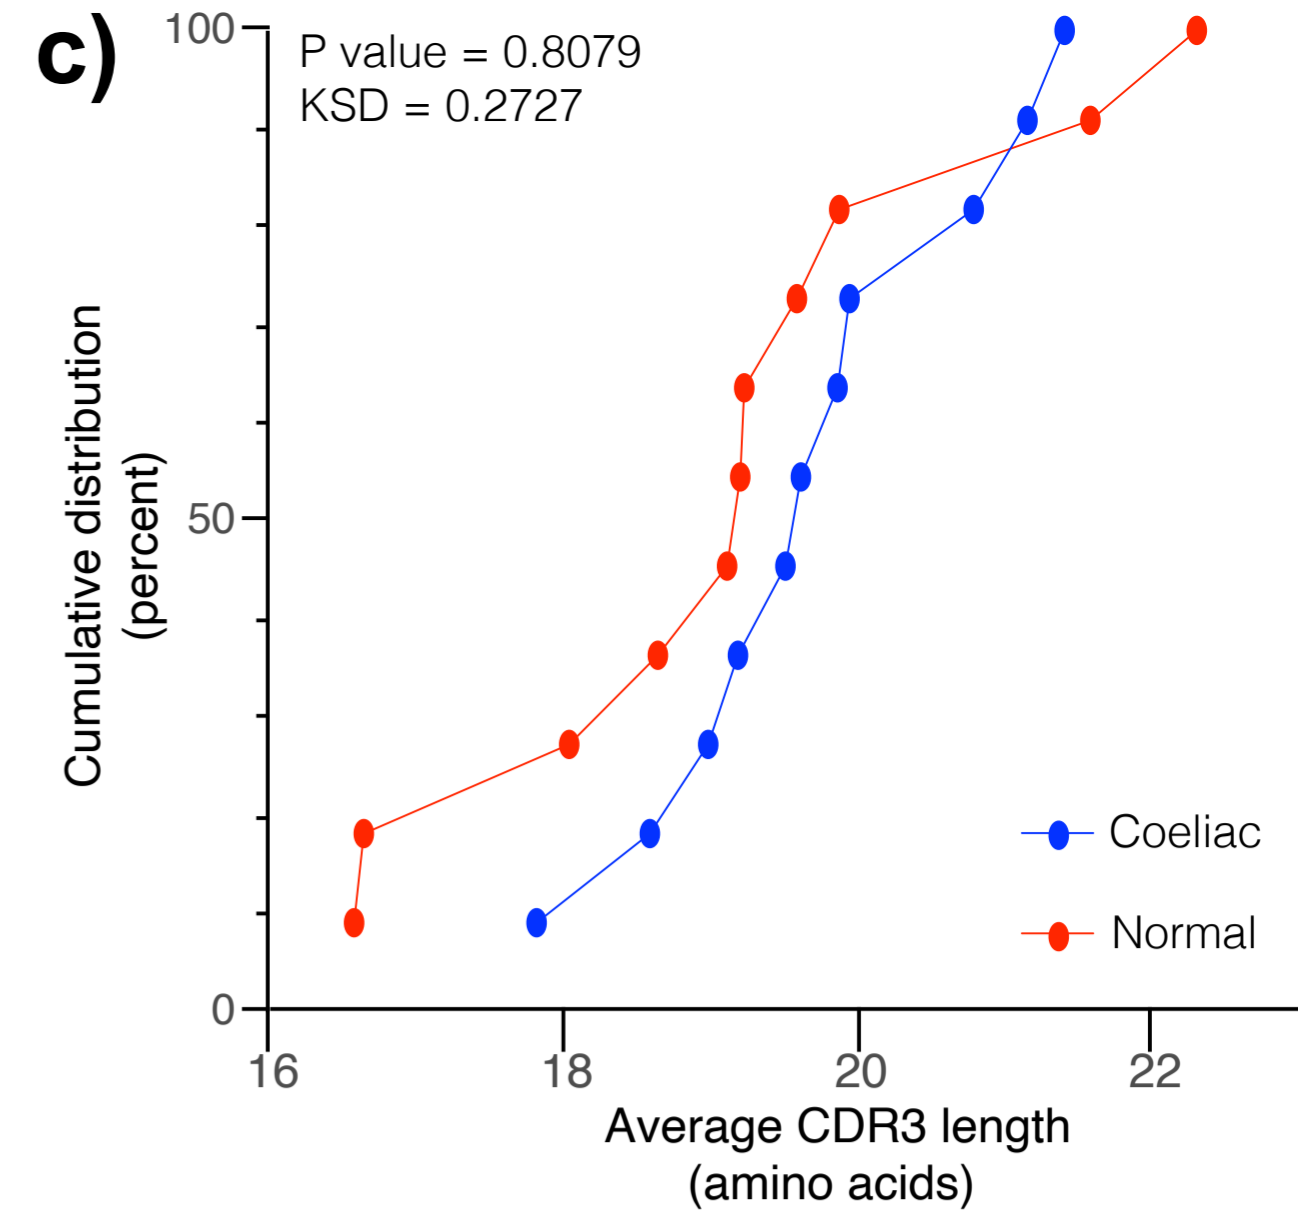 c)
P value = 0.8079
KSD = 0.2727
100
50
0
Cumulative distribution
(percent)
Coeliac
Normal
16 18 20 22
Average CDR3 length
(amino acids)